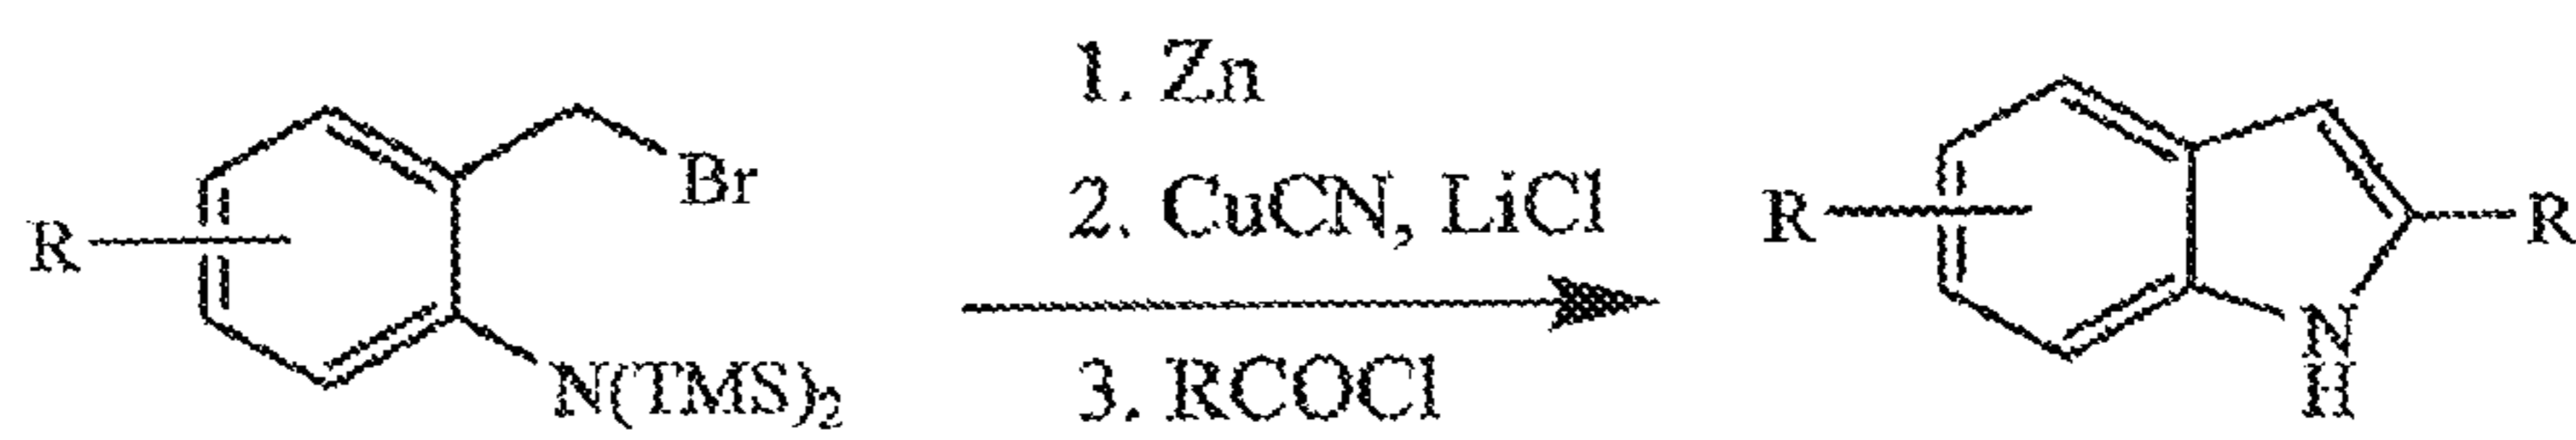 R
Br
N(TMS)₂
1. Zn
2. CuCN, LiCl
3. RCOCl
R
R
N
H